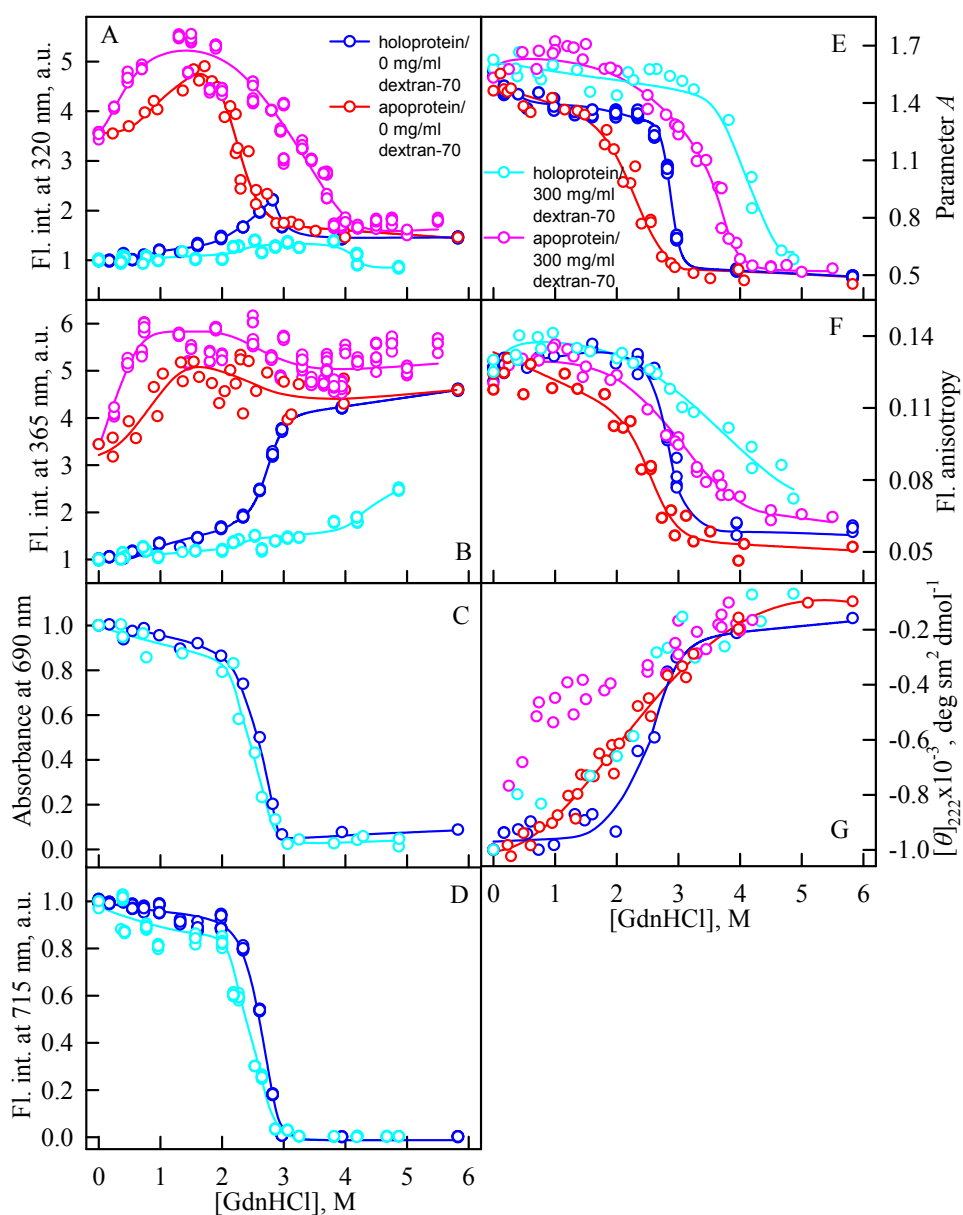 A
holoprotein/
0 mg/ml
dextran-70
apoprotein/
0 mg/ml
dextran-70
Fl. int. at 320 nm, a.u.
5
4
3
2
1
E
holoprotein/
300 mg/ml
dextran-70
apoprotein/
300 mg/ml
dextran-70
1.7
1.4
1.1
0.8
0.5
Parameter A
B
Fl. int. at 365 nm, a.u.
6
5
4
3
2
1
F
0.14
0.11
0.08
0.05
Fl. anisotropy
C
Absorbance at 690 nm
1.0
0.8
0.6
0.4
0.2
0.0
G
-0.2
-0.4
-0.6
-0.8
-1.0
[θ]222x10-3, deg sm2 dmol-1
0 1 2 3 4 5 6
[GdnHCl], M
D
Fl. int. at 715 nm, a.u.
1.0
0.8
0.6
0.4
0.2
0.0
0 1 2 3 4 5 6
[GdnHCl], M